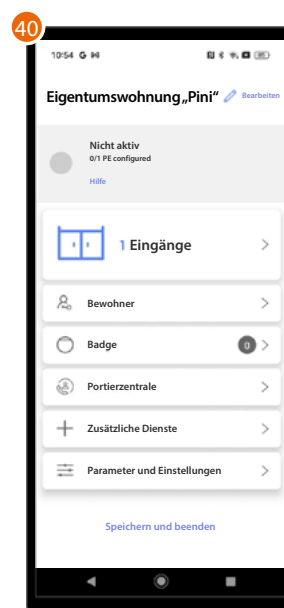 40
10:54 G
Eigentumswohnung „Pini“ Bearbeiten
Nicht aktiv
0/1 PE configured
Hilfe
1 Eingänge
Bewohner
Badge 0
Portierzentrale
Zusätzliche Dienste
Parameter und Einstellungen
Speichern und beenden